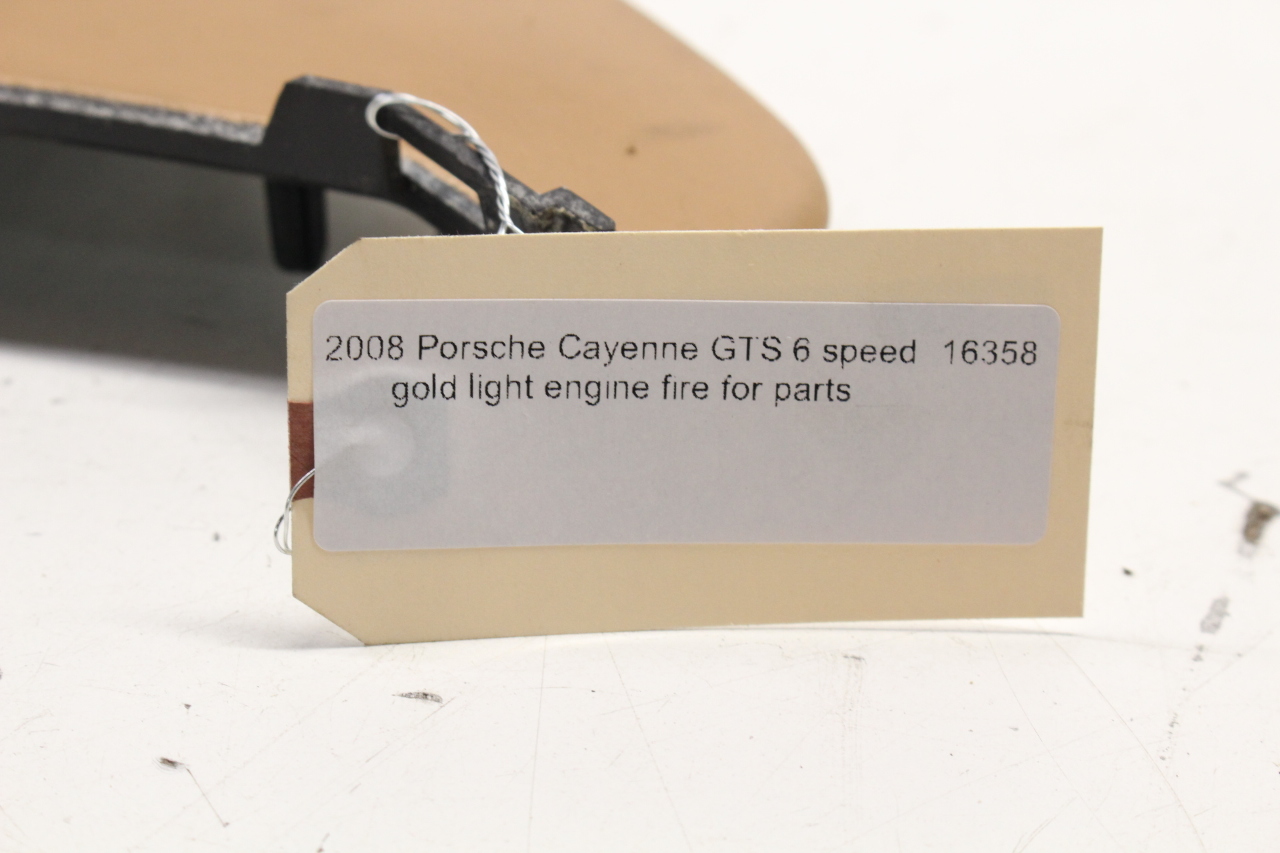 2008 Porsche Cayenne GTS 6 speed 16358
gold light engine fire for parts